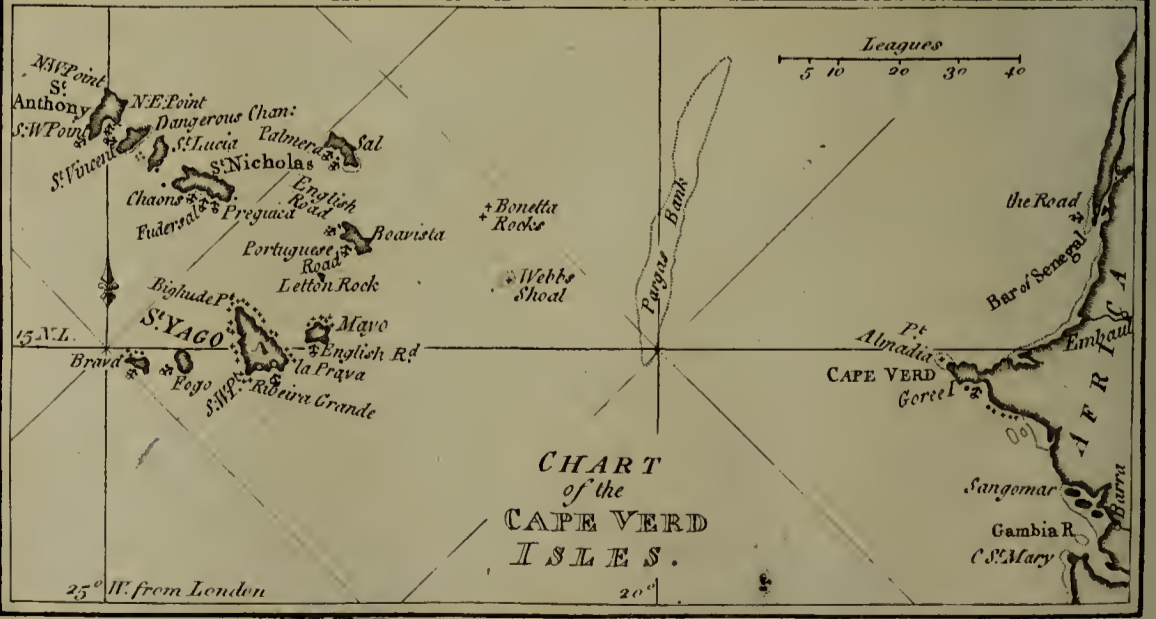 Leagues
5 10 20 30 40
N.W.Point
St.
Anthony
N.E.Point
S.W.Point
Dangerous Chan:
St. Vincent
St. Lucia
Palmera
Sal
St. Nicholas
Chaons
Fudersal
Preguica
English
Road
Boavista
Portuguese
Road
Letton Rock
Bonetta
Rocks
Webbs
Shoal
Pargas Bank
the Road
Bar of Senegal
Bighude Pt.
St. YAGO
Mayo
English Rd
la Praya
15 N.L.
Brava
Fogo
S.W.Pt.
Ribeira Grande
Pt.
Almadia
CAPE VERD
Goree I
Embaul
AFRICA
Sangomar
Barra
Gambia R
C St. Mary
CHART
of the
CAPE VERD
ISLES.
25° W. from London
20°